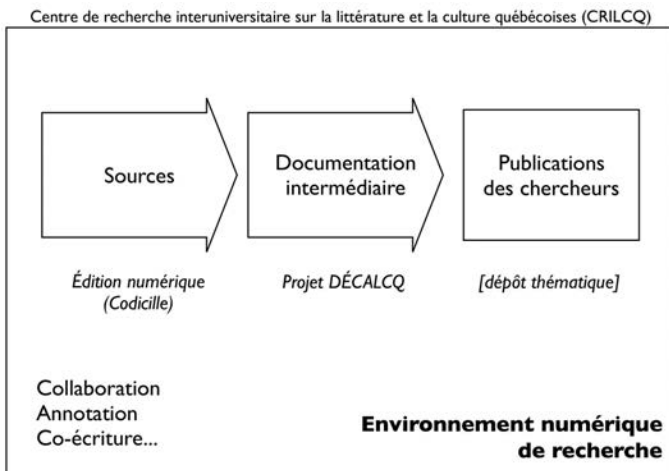 Centre de recherche interuniversitaire sur la littérature et la culture québécoises (CRILCQ)
Sources
Documentation
intermédiaire
Publications
des chercheurs
Édition numérique
(Codicille)
Projet DÉCALCQ
[dépôt thématique]
Collaboration
Annotation
Co-écriture...
Environnement numérique
de recherche